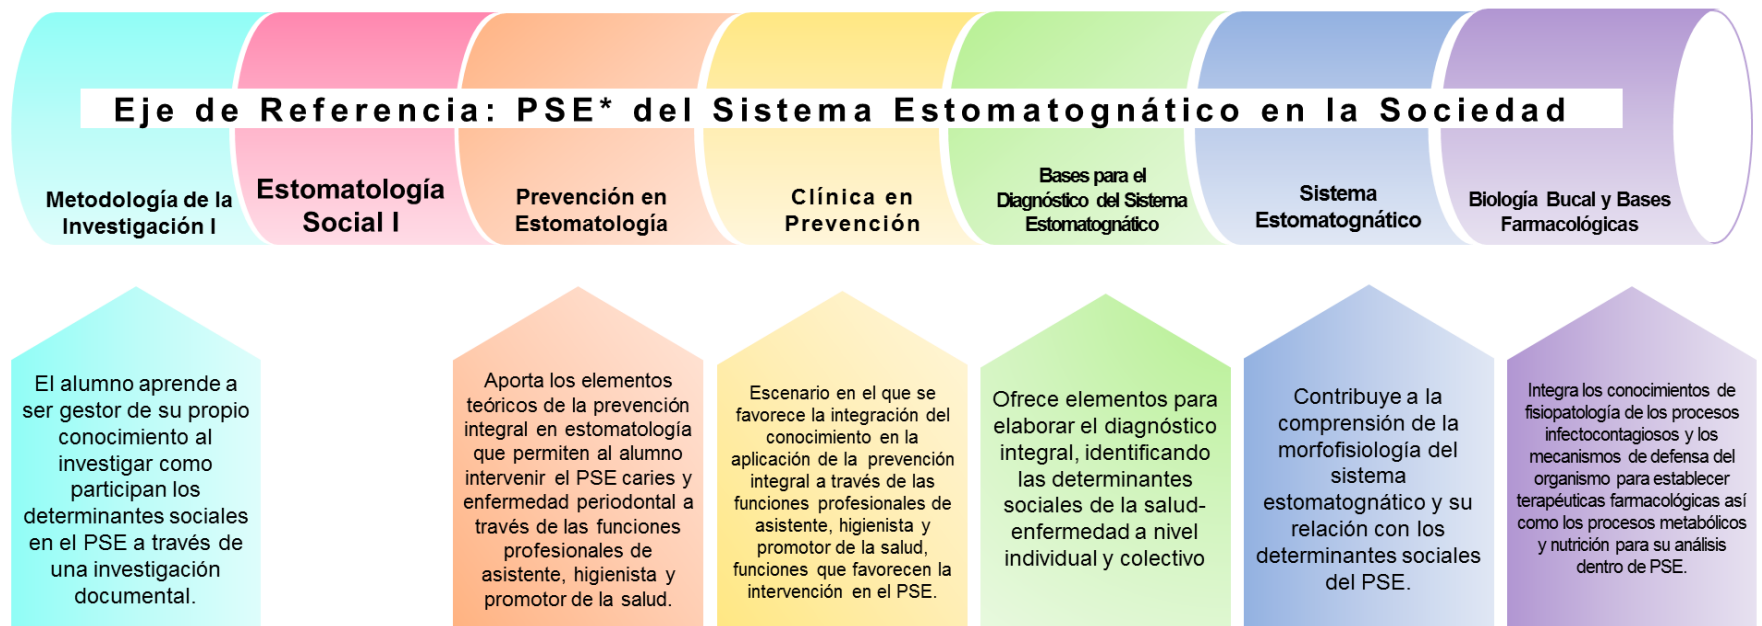 Eje de Referencia: PSE* del Sistema Estomatognático en la Sociedad
Metodología de la
Investigación I
Estomatología
Social I
Prevención en
Estomatología
Clínica en
Prevención
Bases para el
Diagnóstico del Sistema
Estomatognático
Sistema
Estomatognático
Biología Bucal y Bases
Farmacológicas
El alumno aprende a
ser gestor de su propio
conocimiento al
investigar como
participan los
determinantes sociales
en el PSE a través de
una investigación
documental.
Aporta los elementos
teóricos de la prevención
integral en estomatología
que permiten al alumno
intervenir el PSE caries y
enfermedad periodontal a
través de las funciones
profesionales de
asistente, higienista y
promotor de la salud.
Escenario en el que se
favorece la integración del
conocimiento en la
aplicación de la prevención
integral a través de las
funciones profesionales de
asistente, higienista y
promotor de la salud,
funciones que favorecen la
intervención en el PSE.
Ofrece elementos para
elaborar el diagnóstico
integral, identificando
las determinantes
sociales de la salud-
enfermedad a nivel
individual y colectivo
Contribuye a la
comprensión de la
morfofisiología del
sistema
estomatognático y su
relación con los
determinantes sociales
del PSE.
Integra los conocimientos de
fisiopatología de los procesos
infectocontagiosos y los
mecanismos de defensa del
organismo para establecer
terapéuticas farmacológicas así
como los procesos metabólicos
y nutrición para su análisis
dentro de PSE.